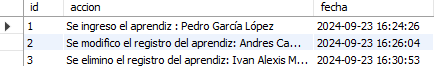 id accion fecha
1 Se ingreso el aprendiz : Pedro García López 2024-09-23 16:24:26
2 Se modifico el registro del aprendiz: Andres Ca... 2024-09-23 16:26:04
3 Se elimino el registro del aprendiz: Ivan Alexis M... 2024-09-23 16:30:53